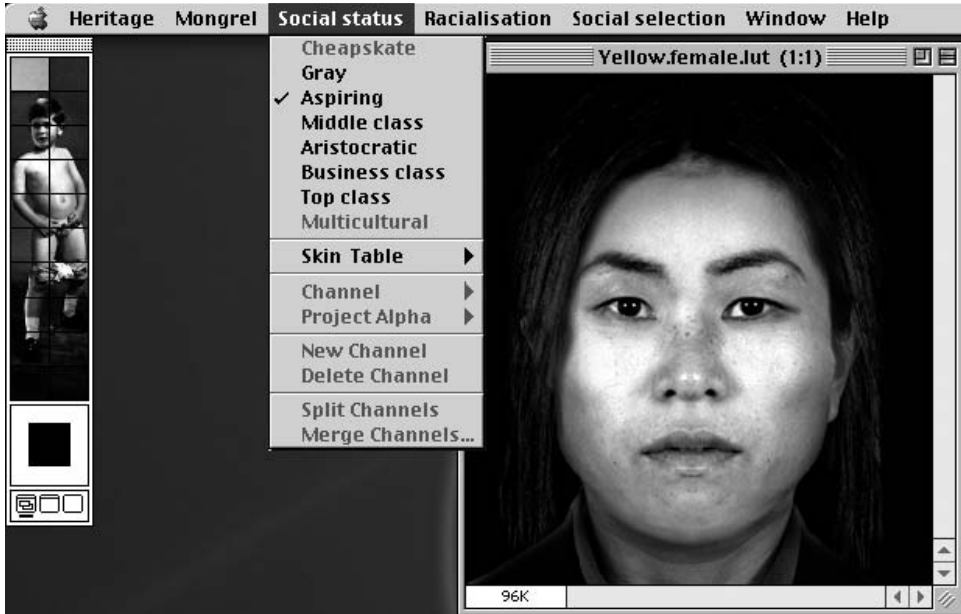 Heritage Mongrel Social status Racialisation Social selection Window Help
Cheapskate
Gray
✓ Aspiring
Middle class
Aristocratic
Business class
Top class
Multicultural
Skin Table
Channel
Project Alpha
New Channel
Delete Channel
Split Channels
Merge Channels...
Yellow.female.lut (1:1)
96K